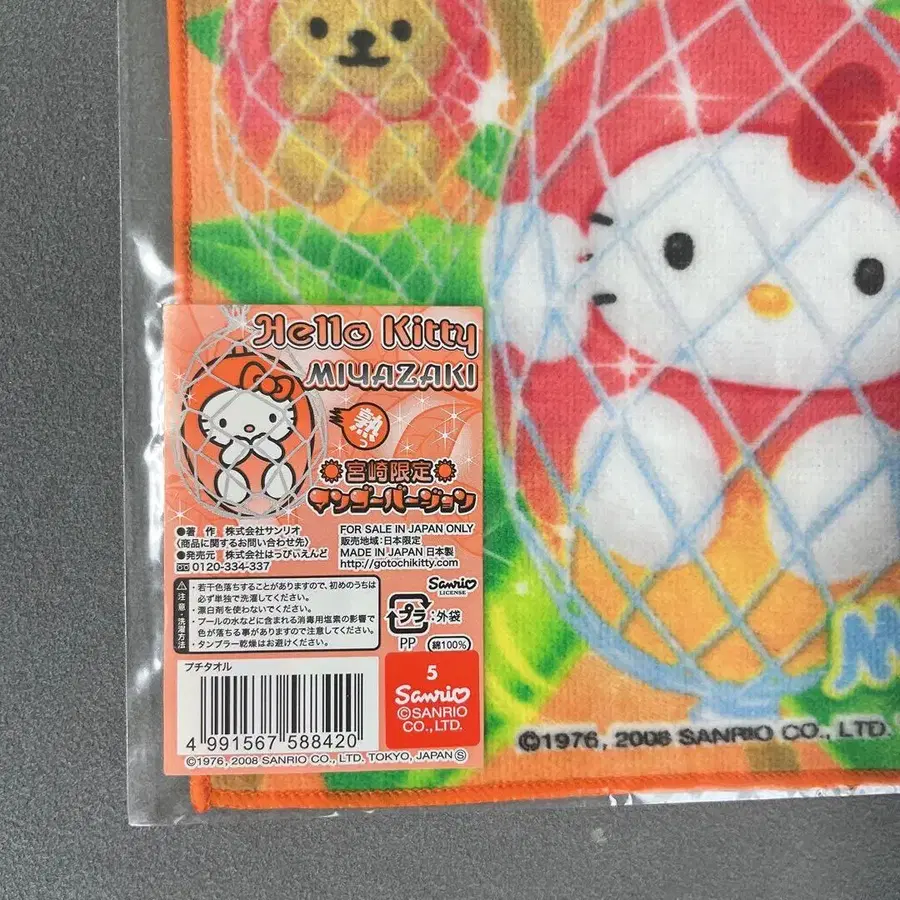 Hello Kitty
MIYAZAKI
熟っ
宮崎限定
マンゴーバージョン
●著 作 株式会社サンリオ
(商品に関するお問い合わせ先)
●発売元 株式会社はっぴぃえんど
0120-334-337
FOR SALE IN JAPAN ONLY
販売地域:日本限定
MADE IN JAPAN 日本製
http://gotochikitty.com
注意・洗濯方法
・若干色落ちすることがありますので、初めのうちは
必ず単独で洗濯してください。
・漂白剤を使わないでください。
・プールの水などに含まれる消毒用塩素の影響で
色が落ちる事がありますので注意してください。
・タンブラー乾燥はお避けください。
Sanrio
LICENSE
プラ:外袋
PP 綿100%
プチタオル
4 991567 588420
5
Sanrio
©SANRIO
CO., LTD.
©1976, 2008 SANRIO CO., LTD. TOKYO, JAPAN Ⓢ
M
©1976, 2008 SANRIO CO., LTD.